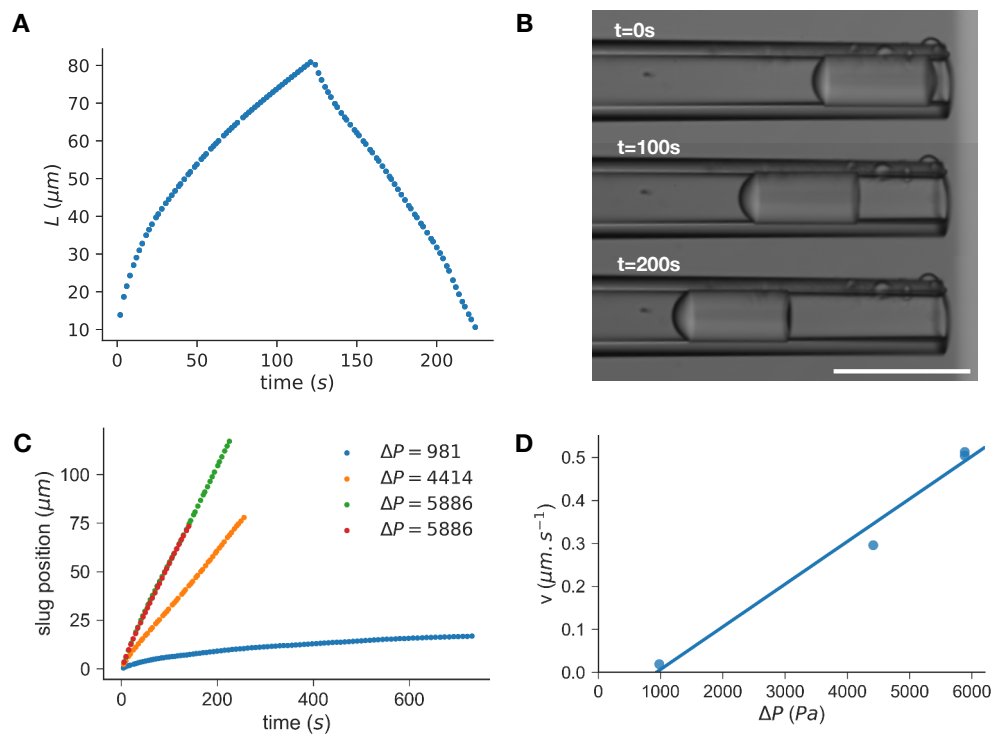 A
80
70
60
50
40
30
20
10
L (μm)
0 50 100 150 200
time (s)
B
t=0s
t=100s
t=200s
C
100
75
50
25
0
slug position (μm)
ΔP = 981
ΔP = 4414
ΔP = 5886
ΔP = 5886
0 200 400 600
time (s)
D
0.5
0.4
0.3
0.2
0.1
0.0
v (μm.s⁻¹)
0 1000 2000 3000 4000 5000 6000
ΔP (Pa)